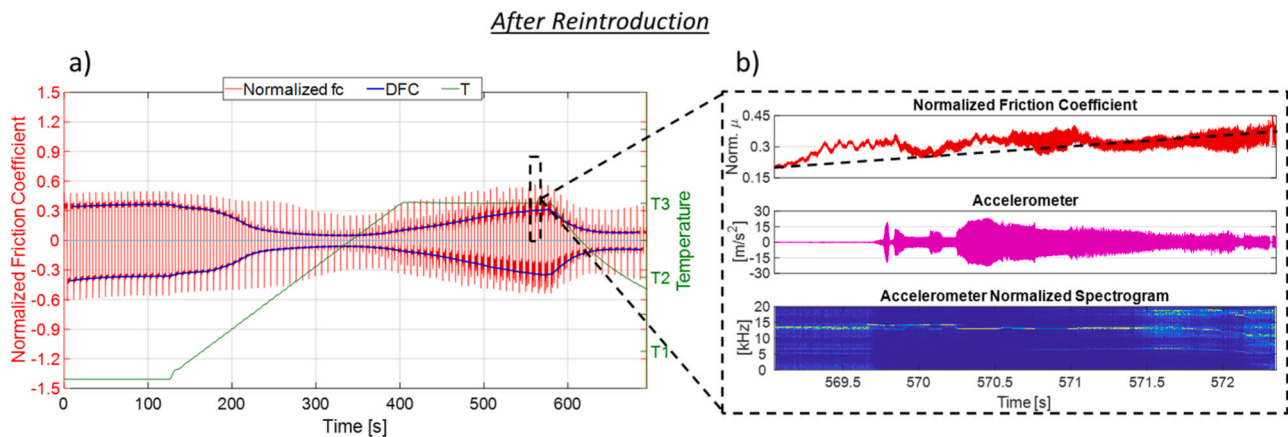 After Reintroduction
a)
Normalized fc DFC T
1.5
1.2
0.9
0.6
0.3
0
-0.3
-0.6
-0.9
-1.2
-1.5
Normalized Friction Coefficient
0 100 200 300 400 500 600
Time [s]
T3
T2
T1
Temperature
b)
Normalized Friction Coefficient
Norm. μ
0.45
0.3
0.15
Accelerometer
[m/s²]
30
15
0
-15
-30
Accelerometer Normalized Spectrogram
[kHz]
20
15
10
5
0
569.5 570 570.5 571 571.5 572
Time [s]